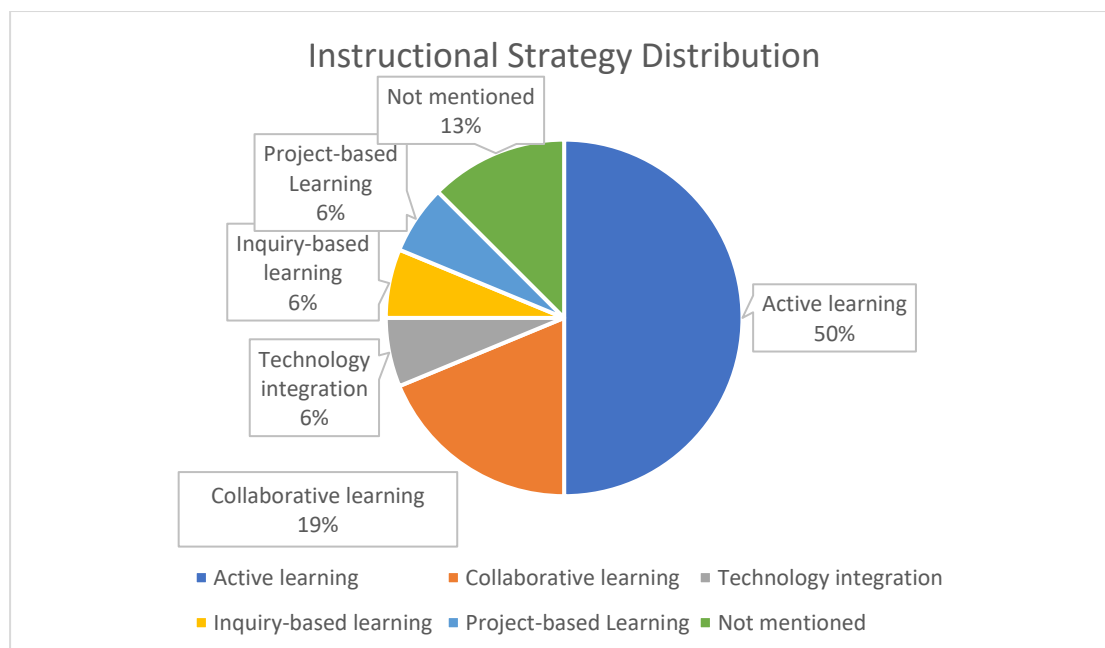 Instructional Strategy Distribution
Not mentioned
13%
Project-based
Learning
6%
Inquiry-based
learning
6%
Active learning
50%
Technology
integration
6%
Collaborative learning
19%
Active learning
Collaborative learning
Technology integration
Inquiry-based learning
Project-based Learning
Not mentioned